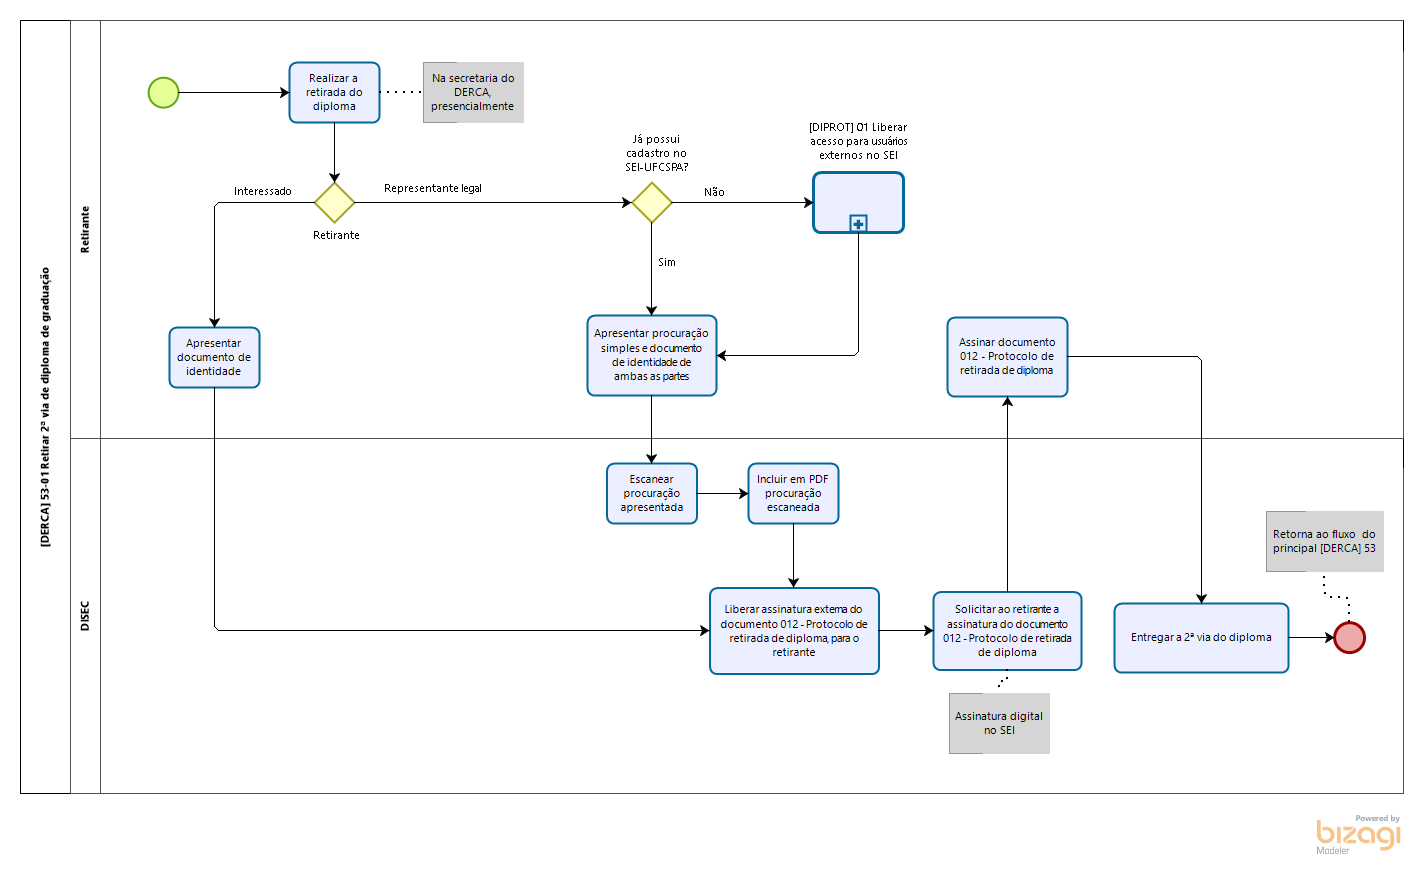 [DERCA] 53-01 Retirar 2ª via de diploma de graduação
Retirante
Realizar a
retirada do
diploma
Na secretaria do
DERCA,
presencialmente
Já possui
cadastro no
SEI-UFCSPA?
[DIPROT] 01 Liberar
acesso para usuários
externos no SEI
Interessado
Representante legal
Não
Retirante
Sim
Apresentar
documento de
identidade
Apresentar procuração
simples e documento
de identidade de
ambas as partes
Assinar documento
012 - Protocolo de
retirada de diploma
DISEC
Escanear
procuração
apresentada
Incluir em PDF
procuração
escaneada
Retorna ao fluxo do
principal [DERCA] 53
Liberar assinatura externa do
documento 012 - Protocolo de
retirada de diploma, para o
retirante
Solicitar ao retirante a
assinatura do documento
012 - Protocolo de retirada
de diploma
Entregar a 2ª via do diploma
Assinatura digital
no SEI
Powered by
bizagi
Modeler